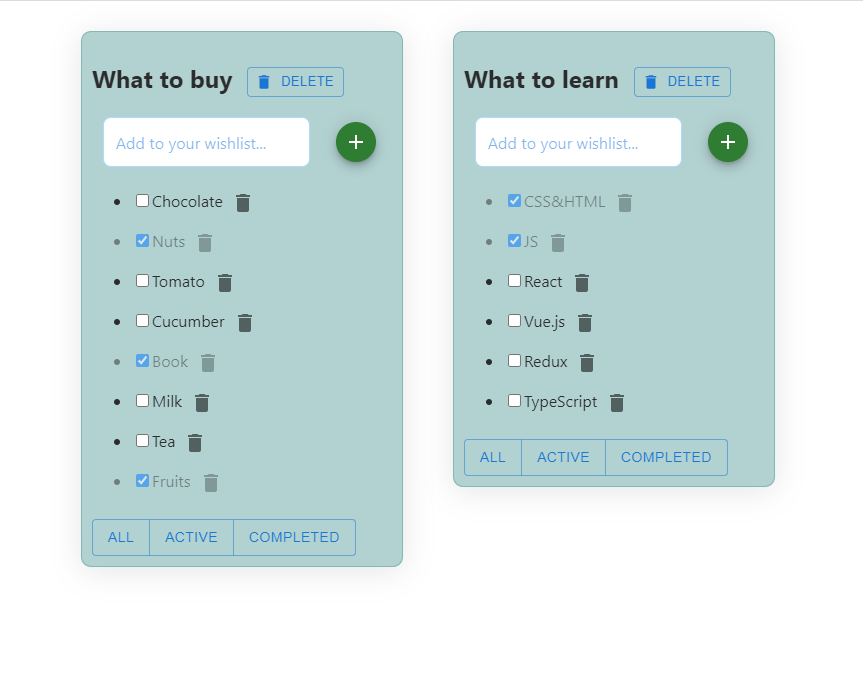 What to buy
DELETE
Add to your wishlist...
Chocolate
Nuts
Tomato
Cucumber
Book
Milk
Tea
Fruits
ALL
ACTIVE
COMPLETED
What to learn
DELETE
Add to your wishlist...
CSS&HTML
JS
React
Vue.js
Redux
TypeScript
ALL
ACTIVE
COMPLETED